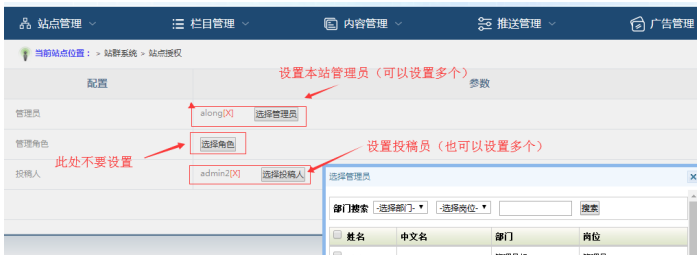 站点管理 栏目管理 内容管理 推送管理 广告管理
当前站点位置： > 站群系统 > 站点授权
设置本站管理员（可以设置多个）
配置 参数
管理员 along[X] 选择管理员
管理角色 选择角色
设置投稿员（也可以设置多个）
此处不要设置
投稿人 admin2[X] 选择投稿人
选择管理员 x
部门搜索 -选择部门- -选择岗位- 搜索
姓名 中文名 部门 岗位